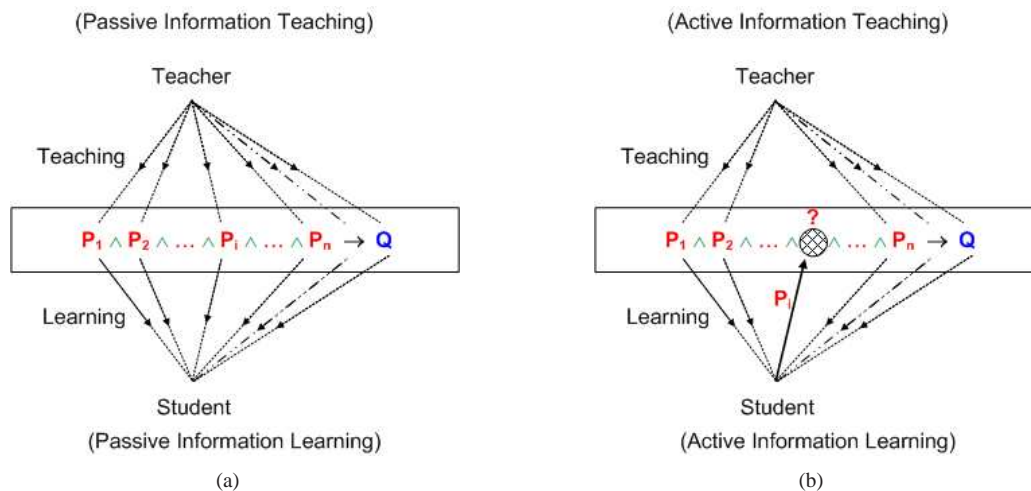 (Passive Information Teaching)
Teacher
Teaching
P1 ∧ P2 ∧ ... ∧ Pi ∧ ... ∧ Pn → Q
Learning
Student
(Passive Information Learning)
(a)
(Active Information Teaching)
Teacher
Teaching
?
P1 ∧ P2 ∧ ... ∧ ∧ ... ∧ Pn → Q
Pi
Learning
Student
(Active Information Learning)
(b)